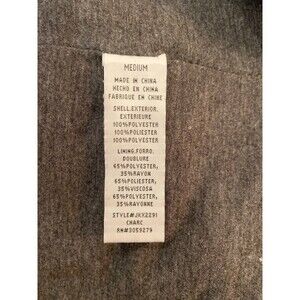 MEDIUM
MADE IN CHINA
HECHO EN CHINA
FABRIQUE EN CHINE
SHELL.EXTERIOR.
EXTERIEURE
100%POLYESTER
100%POLIESTER
100%POLYESTER
LINING.FORRO.
DOUBLURE
65%POLYESTER,
35%RAYON
65%POLIESTER,
35%VISCOSA
65%POLYESTER,
35%RAYONNE
STYLE#JKX2291
CHARC
RN#3059279